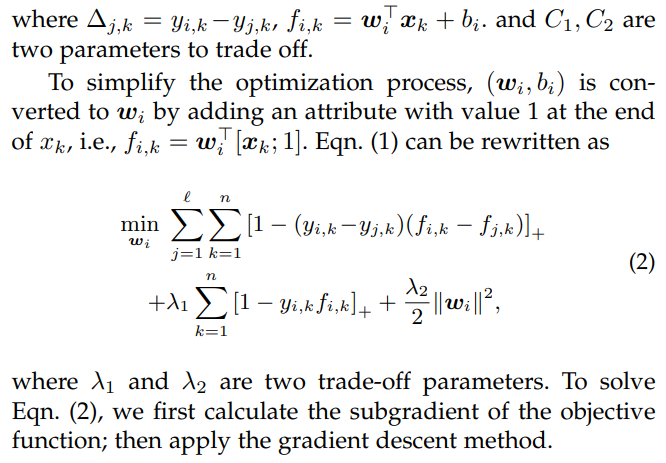 where Δ_{j,k} = y_{i,k} − y_{j,k}, f_{i,k} = w_i^⊤ x_k + b_i. and C_1, C_2 are
two parameters to trade off.
To simplify the optimization process, (w_i, b_i) is con-
verted to w_i by adding an attribute with value 1 at the end
of x_k, i.e., f_{i,k} = w_i^⊤ [x_k; 1]. Eqn. (1) can be rewritten as
min_{w_i} ∑_{j=1}^{ℓ} ∑_{k=1}^{n} [1 − (y_{i,k} − y_{j,k})(f_{i,k} − f_{j,k})]_+
+λ_1 ∑_{k=1}^{n} [1 − y_{i,k} f_{i,k}]_+ + \frac{λ_2}{2} ‖w_i‖^2,
(2)
where λ_1 and λ_2 are two trade-off parameters. To solve
Eqn. (2), we first calculate the subgradient of the objective
function; then apply the gradient descent method.